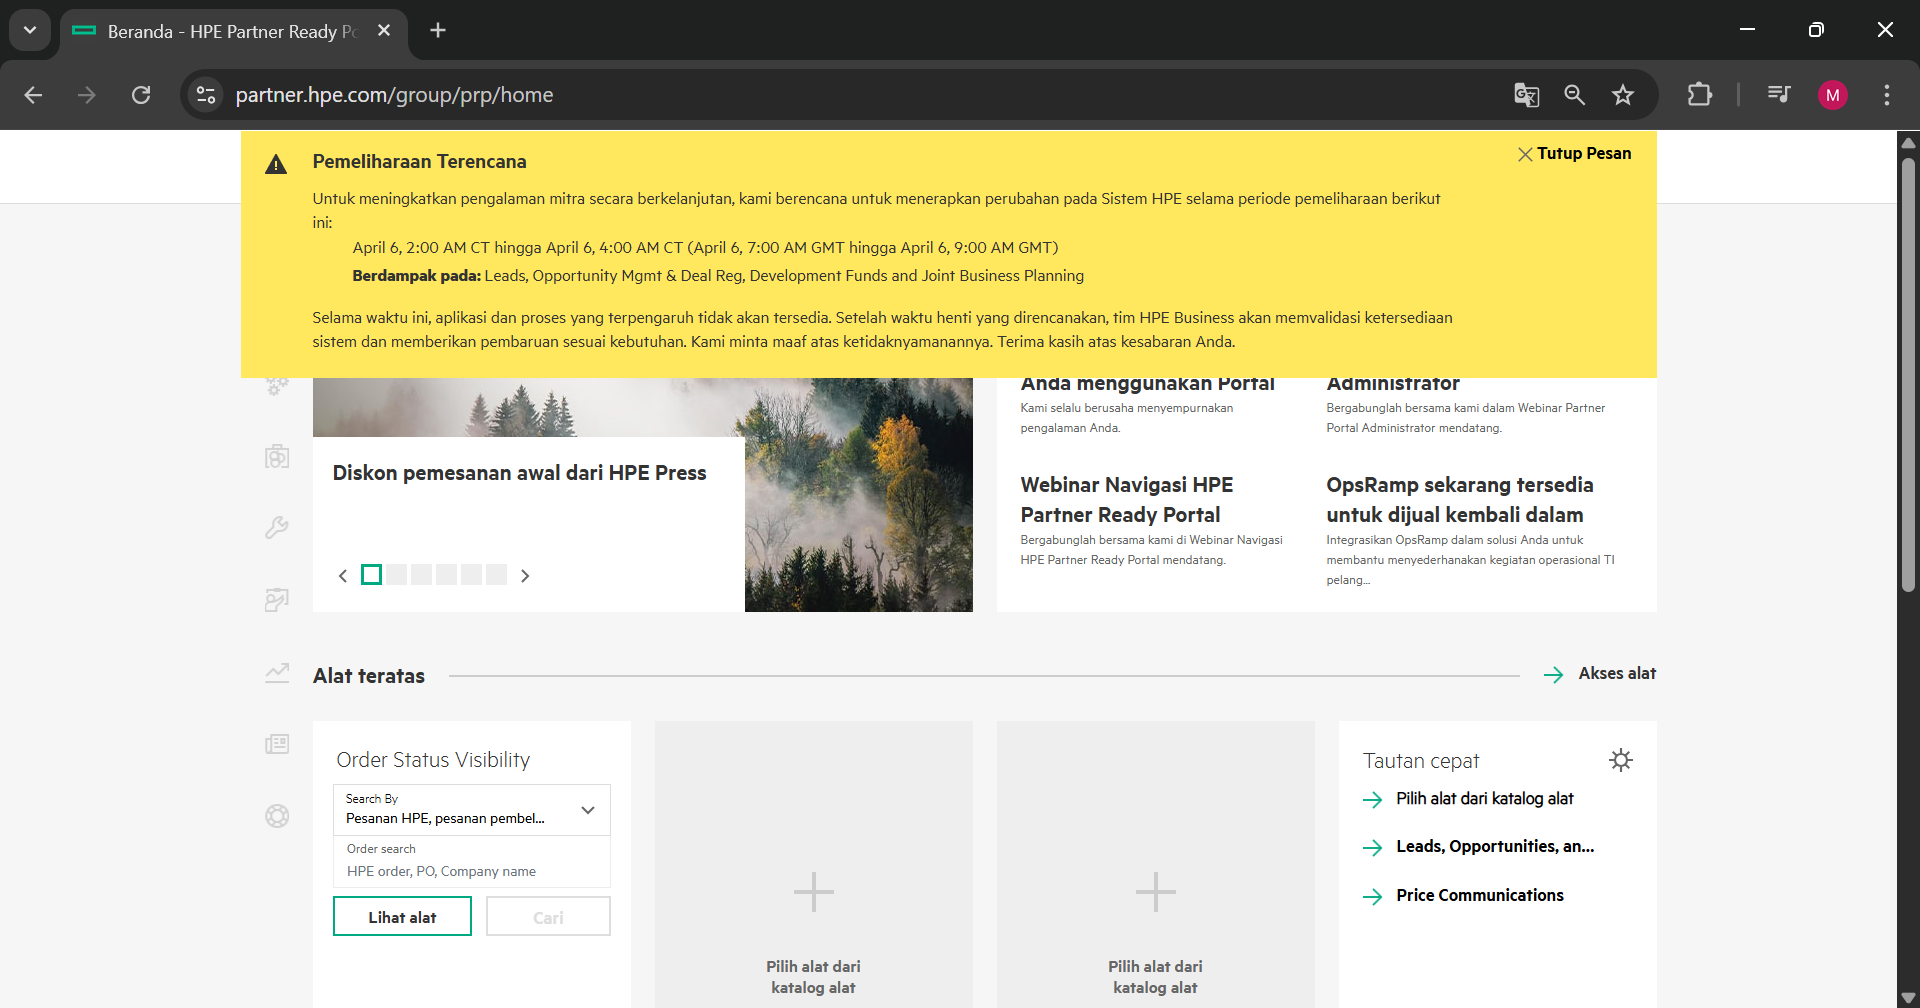 Beranda - HPE Partner Ready Po
partner.hpe.com/group/prp/home
M
Pemeliharaan Terencana
Tutup Pesan
Untuk meningkatkan pengalaman mitra secara berkelanjutan, kami berencana untuk menerapkan perubahan pada Sistem HPE selama periode pemeliharaan berikut
ini:
April 6, 2:00 AM CT hingga April 6, 4:00 AM CT (April 6, 7:00 AM GMT hingga April 6, 9:00 AM GMT)
Berdampak pada: Leads, Opportunity Mgmt & Deal Reg, Development Funds and Joint Business Planning
Selama waktu ini, aplikasi dan proses yang terpengaruh tidak akan tersedia. Setelah waktu henti yang direncanakan, tim HPE Business akan memvalidasi ketersediaan
sistem dan memberikan pembaruan sesuai kebutuhan. Kami minta maaf atas ketidaknyamanannya. Terima kasih atas kesabaran Anda.
Diskon pemesanan awal dari HPE Press
Anda menggunakan Portal
Kami selalu berusaha menyempurnakan
pengalaman Anda.
Administrator
Bergabunglah bersama kami dalam Webinar Partner
Portal Administrator mendatang.
Webinar Navigasi HPE
Partner Ready Portal
Bergabunglah bersama kami di Webinar Navigasi
HPE Partner Ready Portal mendatang.
OpsRamp sekarang tersedia
untuk dijual kembali dalam
Integrasikan OpsRamp dalam solusi Anda untuk
membantu menyederhanakan kegiatan operasional TI
pelang...
Alat teratas
Akses alat
Order Status Visibility
Search By
Pesanan HPE, pesanan pembel...
Order search
HPE order, PO, Company name
Lihat alat
Cari
Pilih alat dari
katalog alat
Pilih alat dari
katalog alat
Tautan cepat
Pilih alat dari katalog alat
Leads, Opportunities, an...
Price Communications